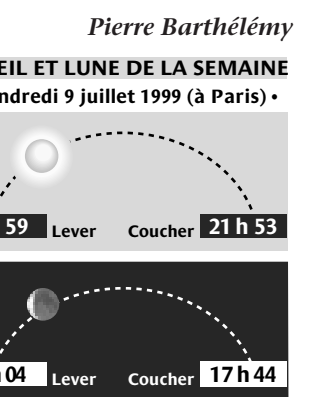 Pierre Barthélémy
EIL ET LUNE DE LA SEMAINE
ndredi 9 juillet 1999 (à Paris) •
59 Lever Coucher 21 h 53
04 Lever Coucher 17 h 44